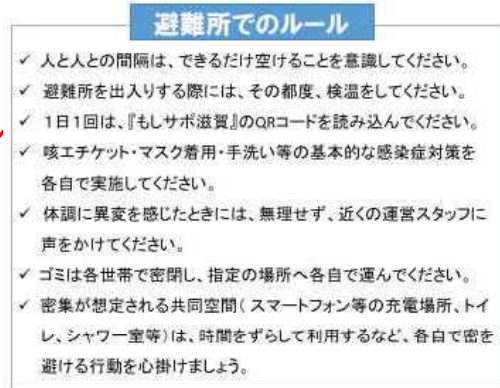 避難所でのルール
✓ 人と人との間隔は、できるだけ空けることを意識してください。
✓ 避難所を出入りする際には、その都度、検温をしてください。
✓ 1日1回は、『もしサポ滋賀』のQRコードを読み込んでください。
✓ 咳エチケット・マスク着用・手洗い等の基本的な感染症対策を
各自で実施してください。
✓ 体調に異変を感じたときには、無理せず、近くの運営スタッフに
声をかけてください。
✓ ゴミは各世帯で密閉し、指定の場所へ各自で運んでください。
✓ 密集が想定される共同空間(スマートフォン等の充電場所、トイ
レ、シャワー室等)は、時間をずらして利用するなど、各自で密を
避ける行動を心掛けましょう。